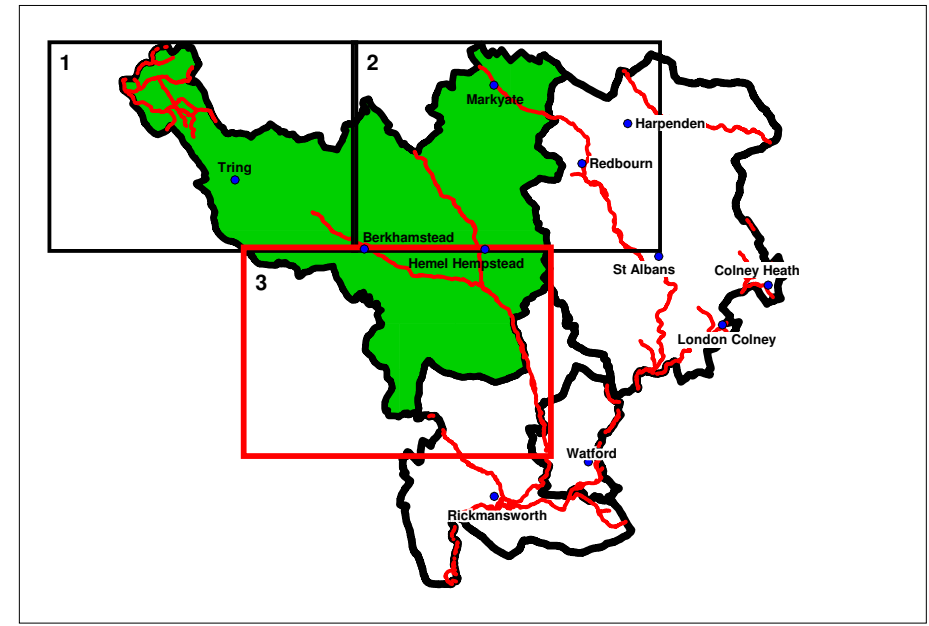 1
2
Markyate
Harpenden
Redbourn
Tring
Berkhamstead
Hemel Hempstead
St Albans
Colney Heath
3
London Colney
Watford
Rickmansworth